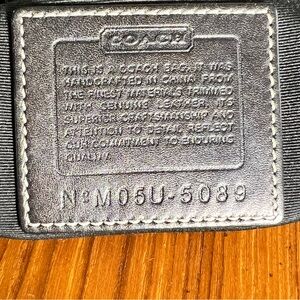 COACH
THIS IS A COACH BAG. IT WAS
HANDCRAFTED IN CHINA FROM
THE FINEST MATERIALS TRIMMED
WITH GENUINE LEATHER. ITS
SUPERIOR CRAFTSMANSHIP AND
ATTENTION TO DETAIL REFLECT
OUR COMMITMENT TO ENDURING
QUALITY.
Nº M05U-5089